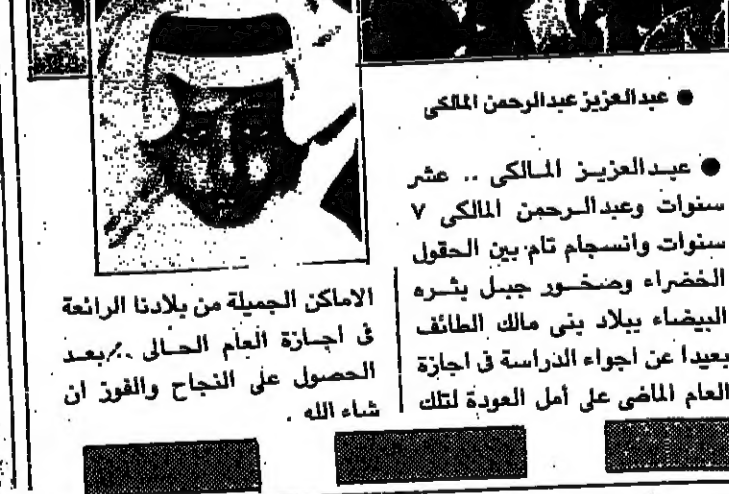 ● عبدالعزيز عبدالرحمن المالكى
● عبدالعزيز المالكى .. عشر
سنوات وعبدالرحمن المالكى ٧
سنوات وانسجام تام بين الحقول
الخضراء وصخور جبل بثره
البيضاء ببلاد بنى مالك الطائف
بعيدا عن اجواء الدراسة فى اجازة
العام الماضى على أمل العودة لتلك
الاماكن الجميلة من بلادنا الرائعة
فى اجازة العام الحالى .. بعد
الحصول على النجاح والفوز ان
شاء الله .